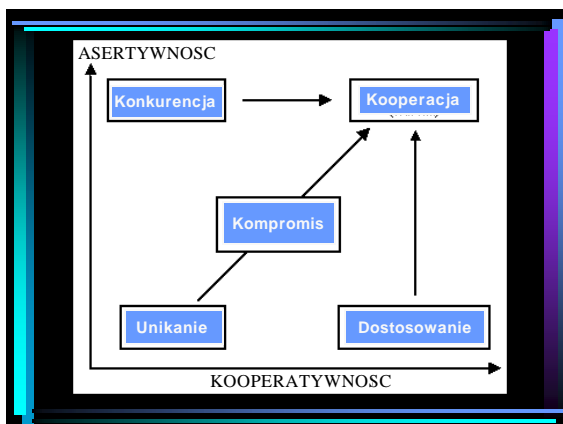 ASERTYWNOSC
Konkurencja
Kooperacja
Kompromis
Unikanie
Dostosowanie
KOOPERATYWNOSC